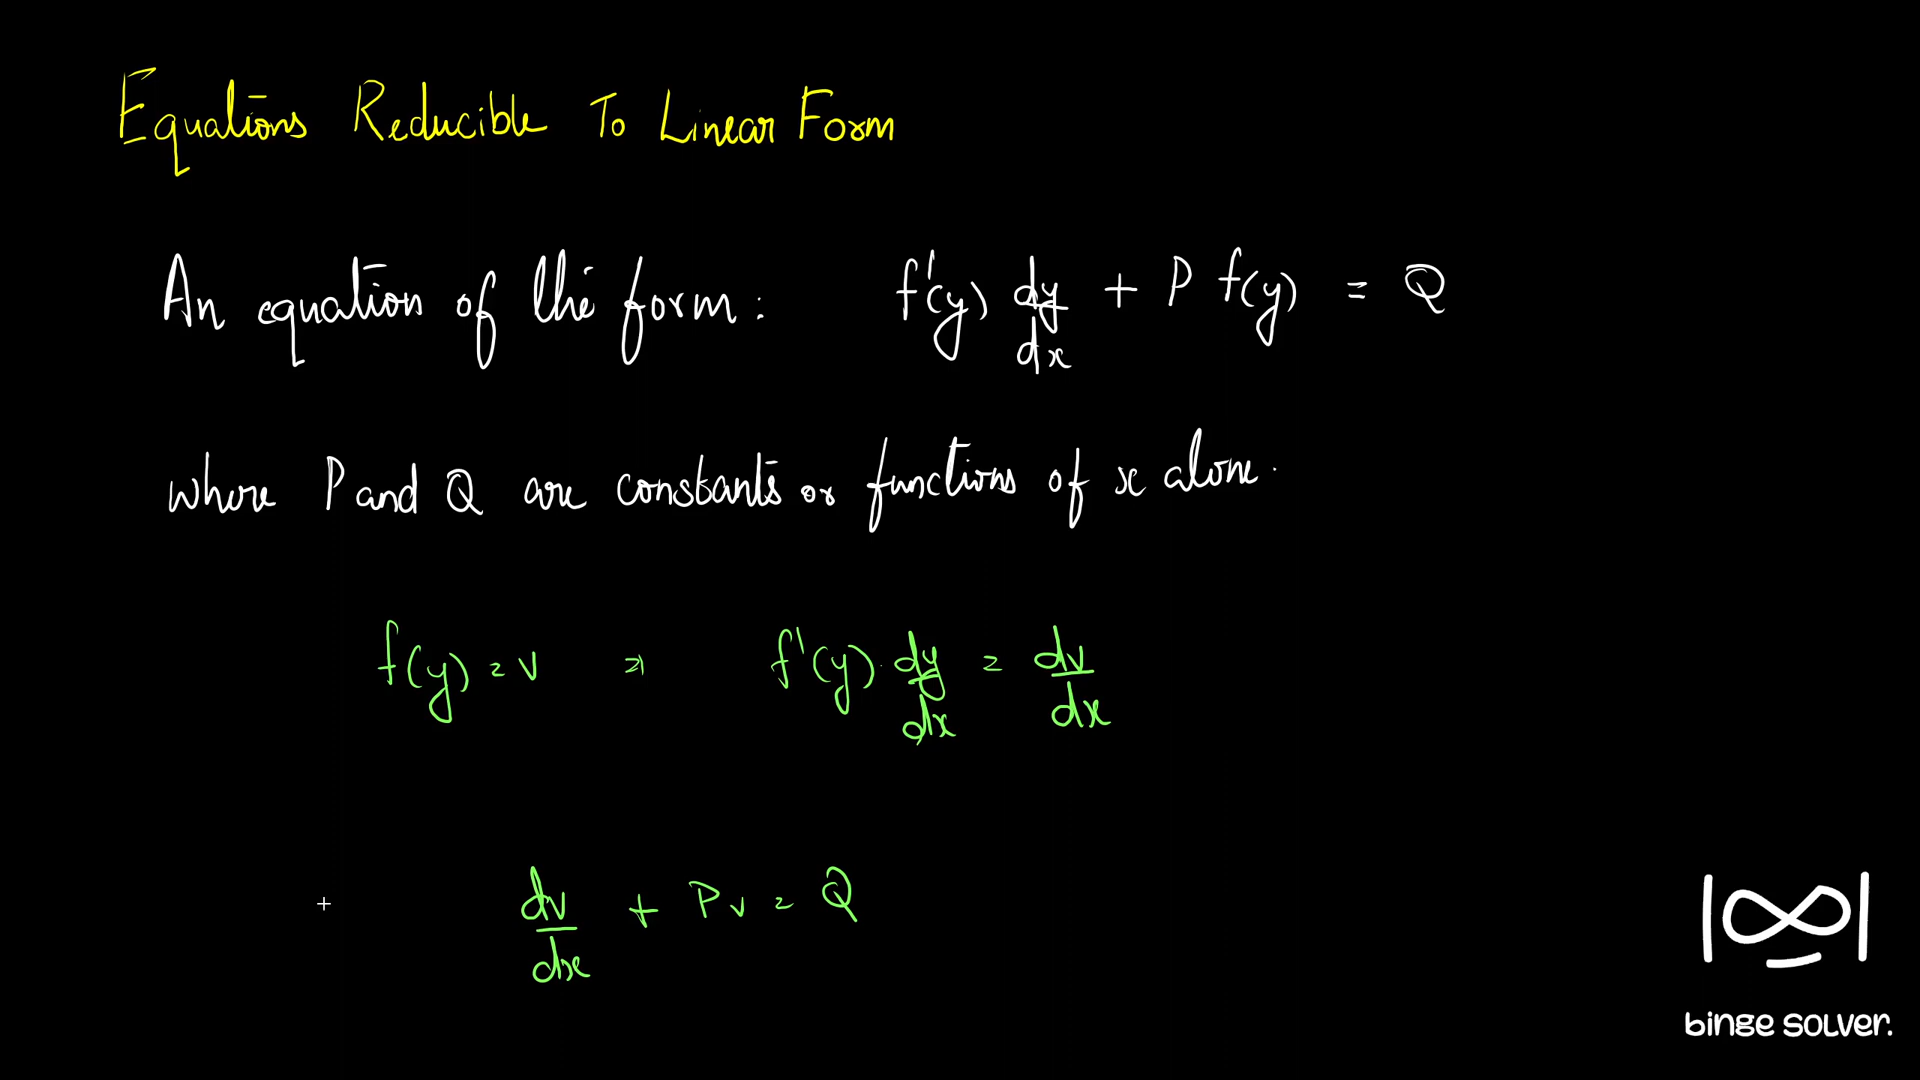 Equations Reducible To Linear Form
An equation of the form: f'(y) dy/dx + P f(y) = Q
where P and Q are constants or functions of x alone.
f(y) = v ⇒ f'(y) · dy/dx = dv/dx
dv/dx + Pv = Q
binge solver.